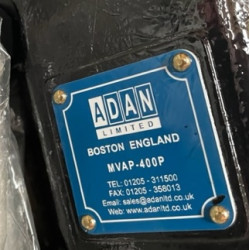 ADAN
LIMITED
BOSTON ENGLAND
MVAP-400P
TEL: 01205 - 311500
FAX: 01205 - 358013
Email: sales@adanltd.co.uk
Web: www.adanltd.co.uk